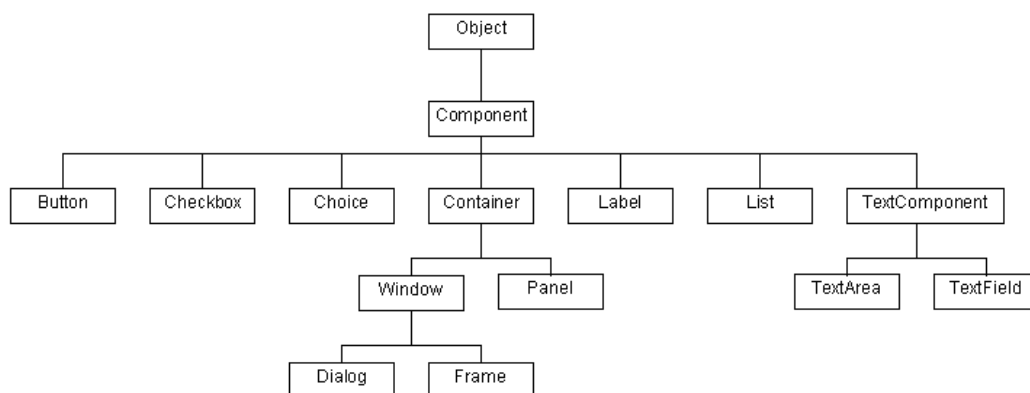 Object
Component
Button
Checkbox
Choice
Container
Label
List
TextComponent
Window
Panel
TextArea
TextField
Dialog
Frame